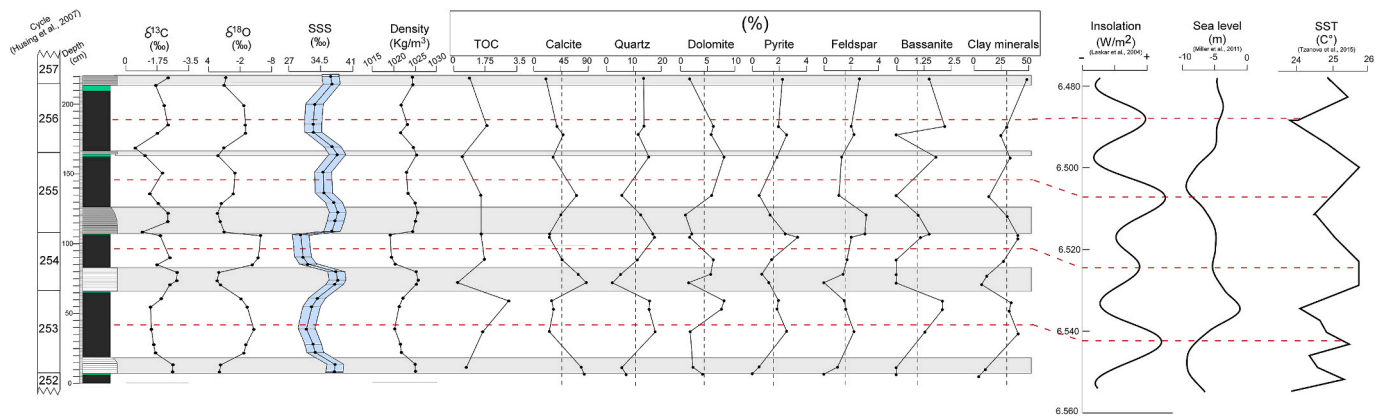 Cycle
(Husing et al., 2007)
257
256
255
254
253
252
Depth
(cm)
200
150
100
50
0
δ¹³C
(‰)
0 -1.75 -3.5
δ¹⁸O
(‰)
4 -2 -8
SSS
(‰)
27 34.5 42
Density
(Kg/m³)
1015 1020 1025 1030
(%)
TOC
0 1.75 3.5
Calcite
0 45 90
Quartz
0 10 20
Dolomite
0 5 10
Pyrite
0 2 4
Feldspar
0 2 4
Bassanite
0 1.25 2.5
Clay minerals
0 25 50
Insolation
(W/m²)
(Laskar et al., 2004)
- +
6.480
6.500
6.520
6.540
6.560
Sea level
(m)
(Miller et al., 2011)
-10 -5 0
SST
(C°)
(Tzanova et al., 2015)
24 25 26